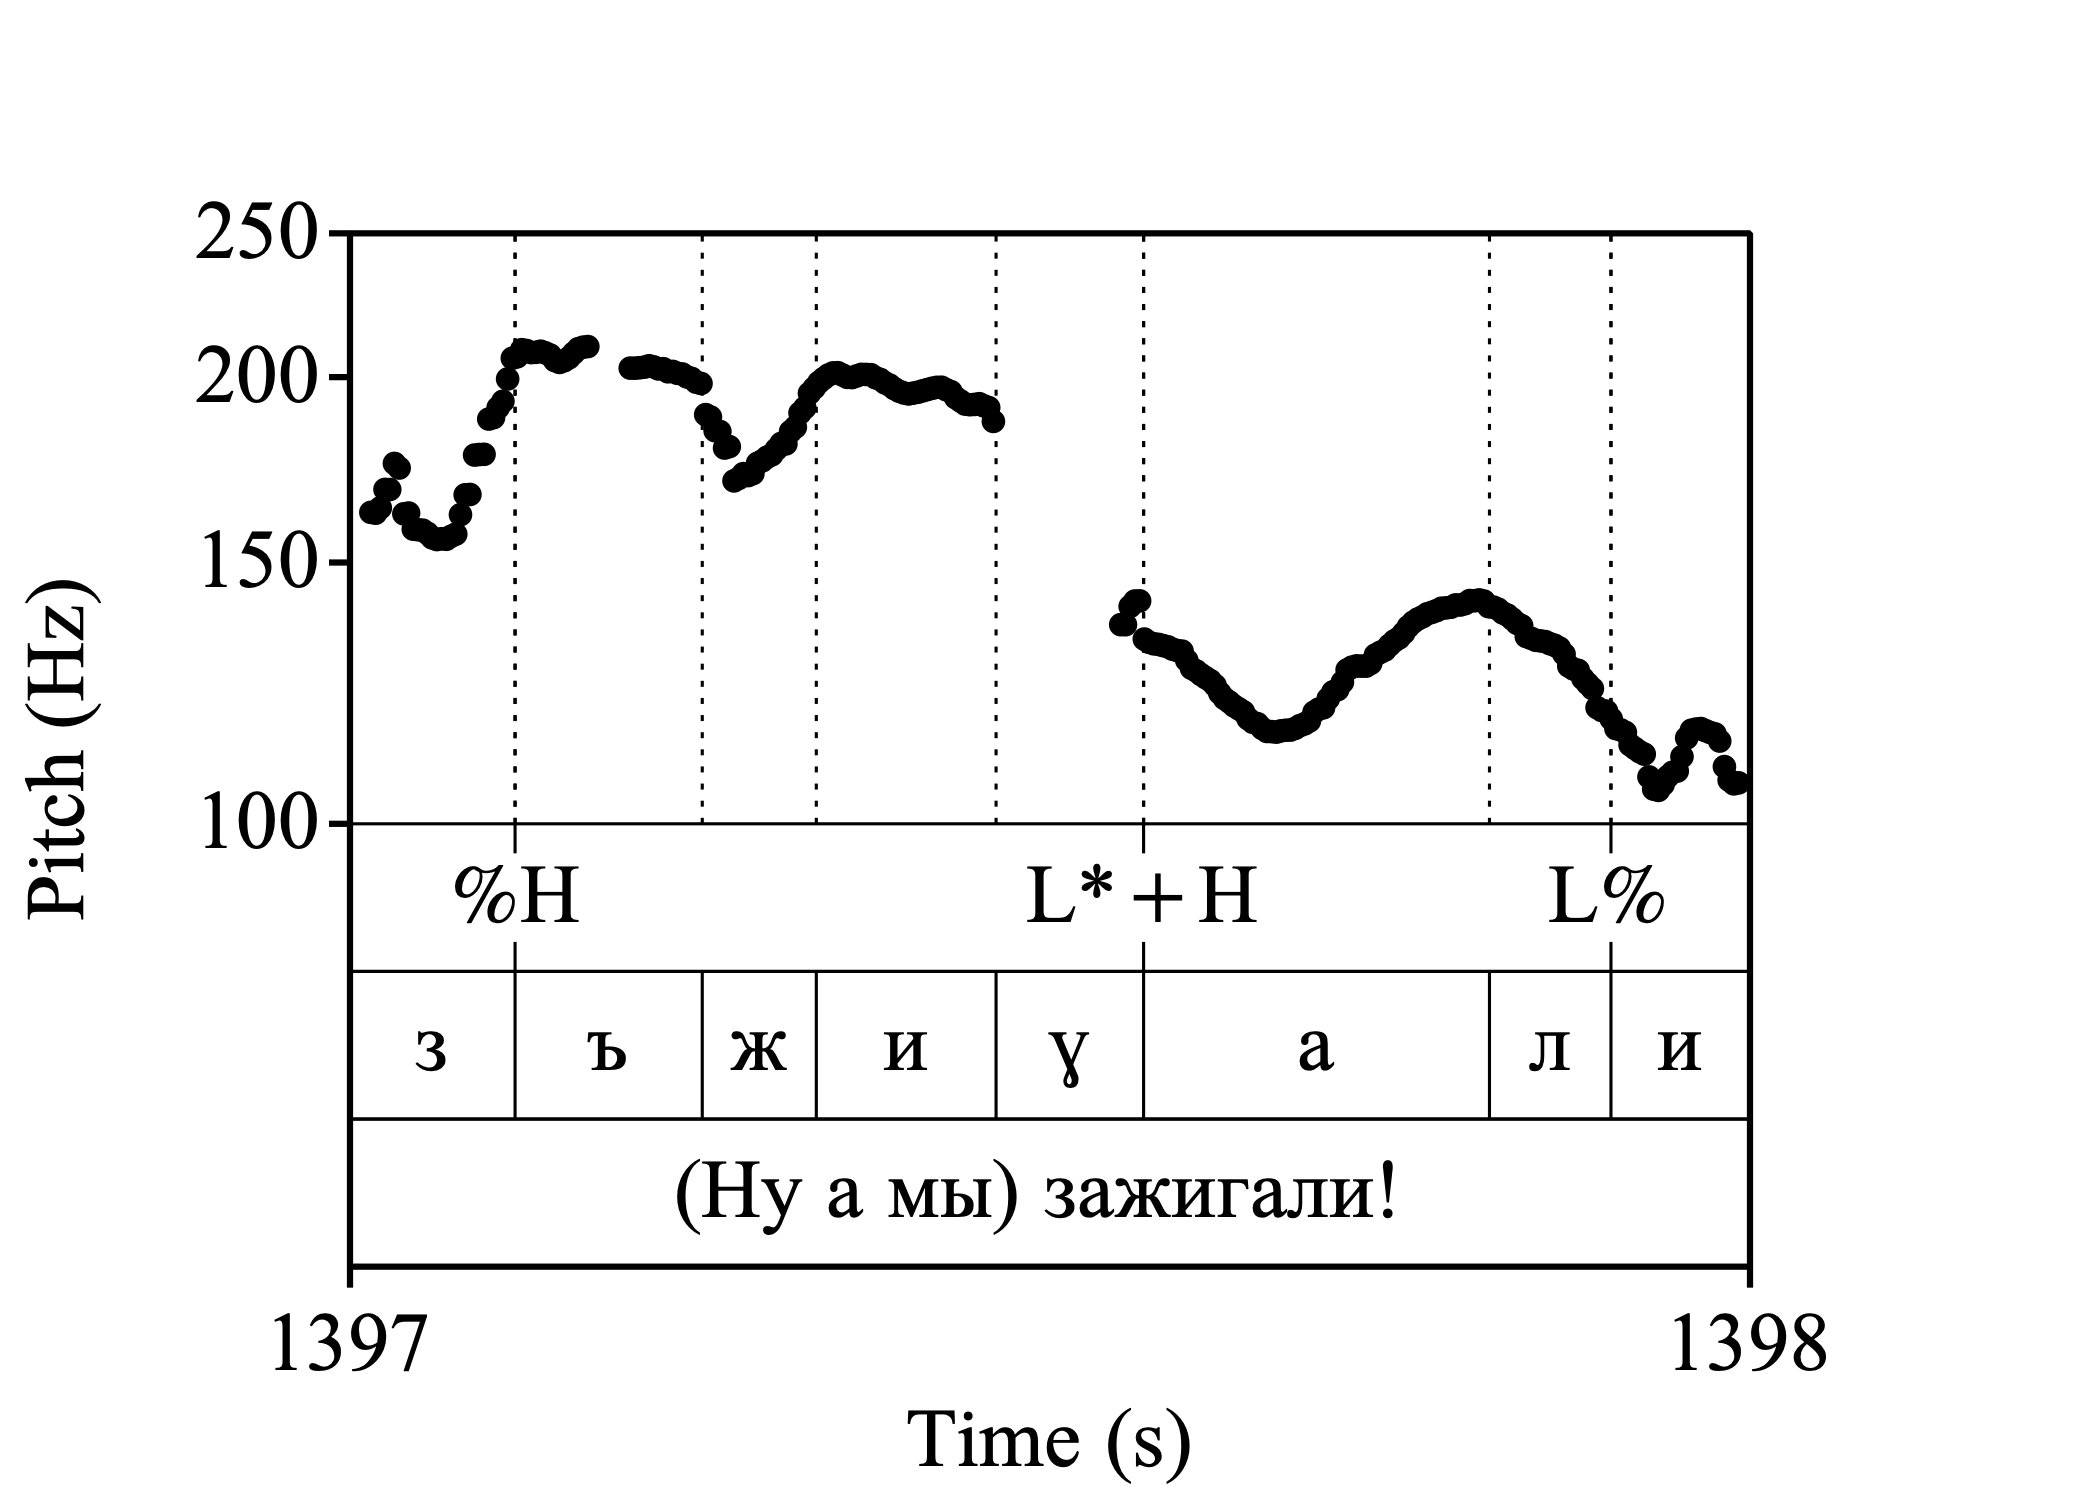 250
200
150
100
Pitch (Hz)
%H L*+H L%
з ъ ж и ɣ а л и
(Ну а мы) зажигали!
1397 1398
Time (s)